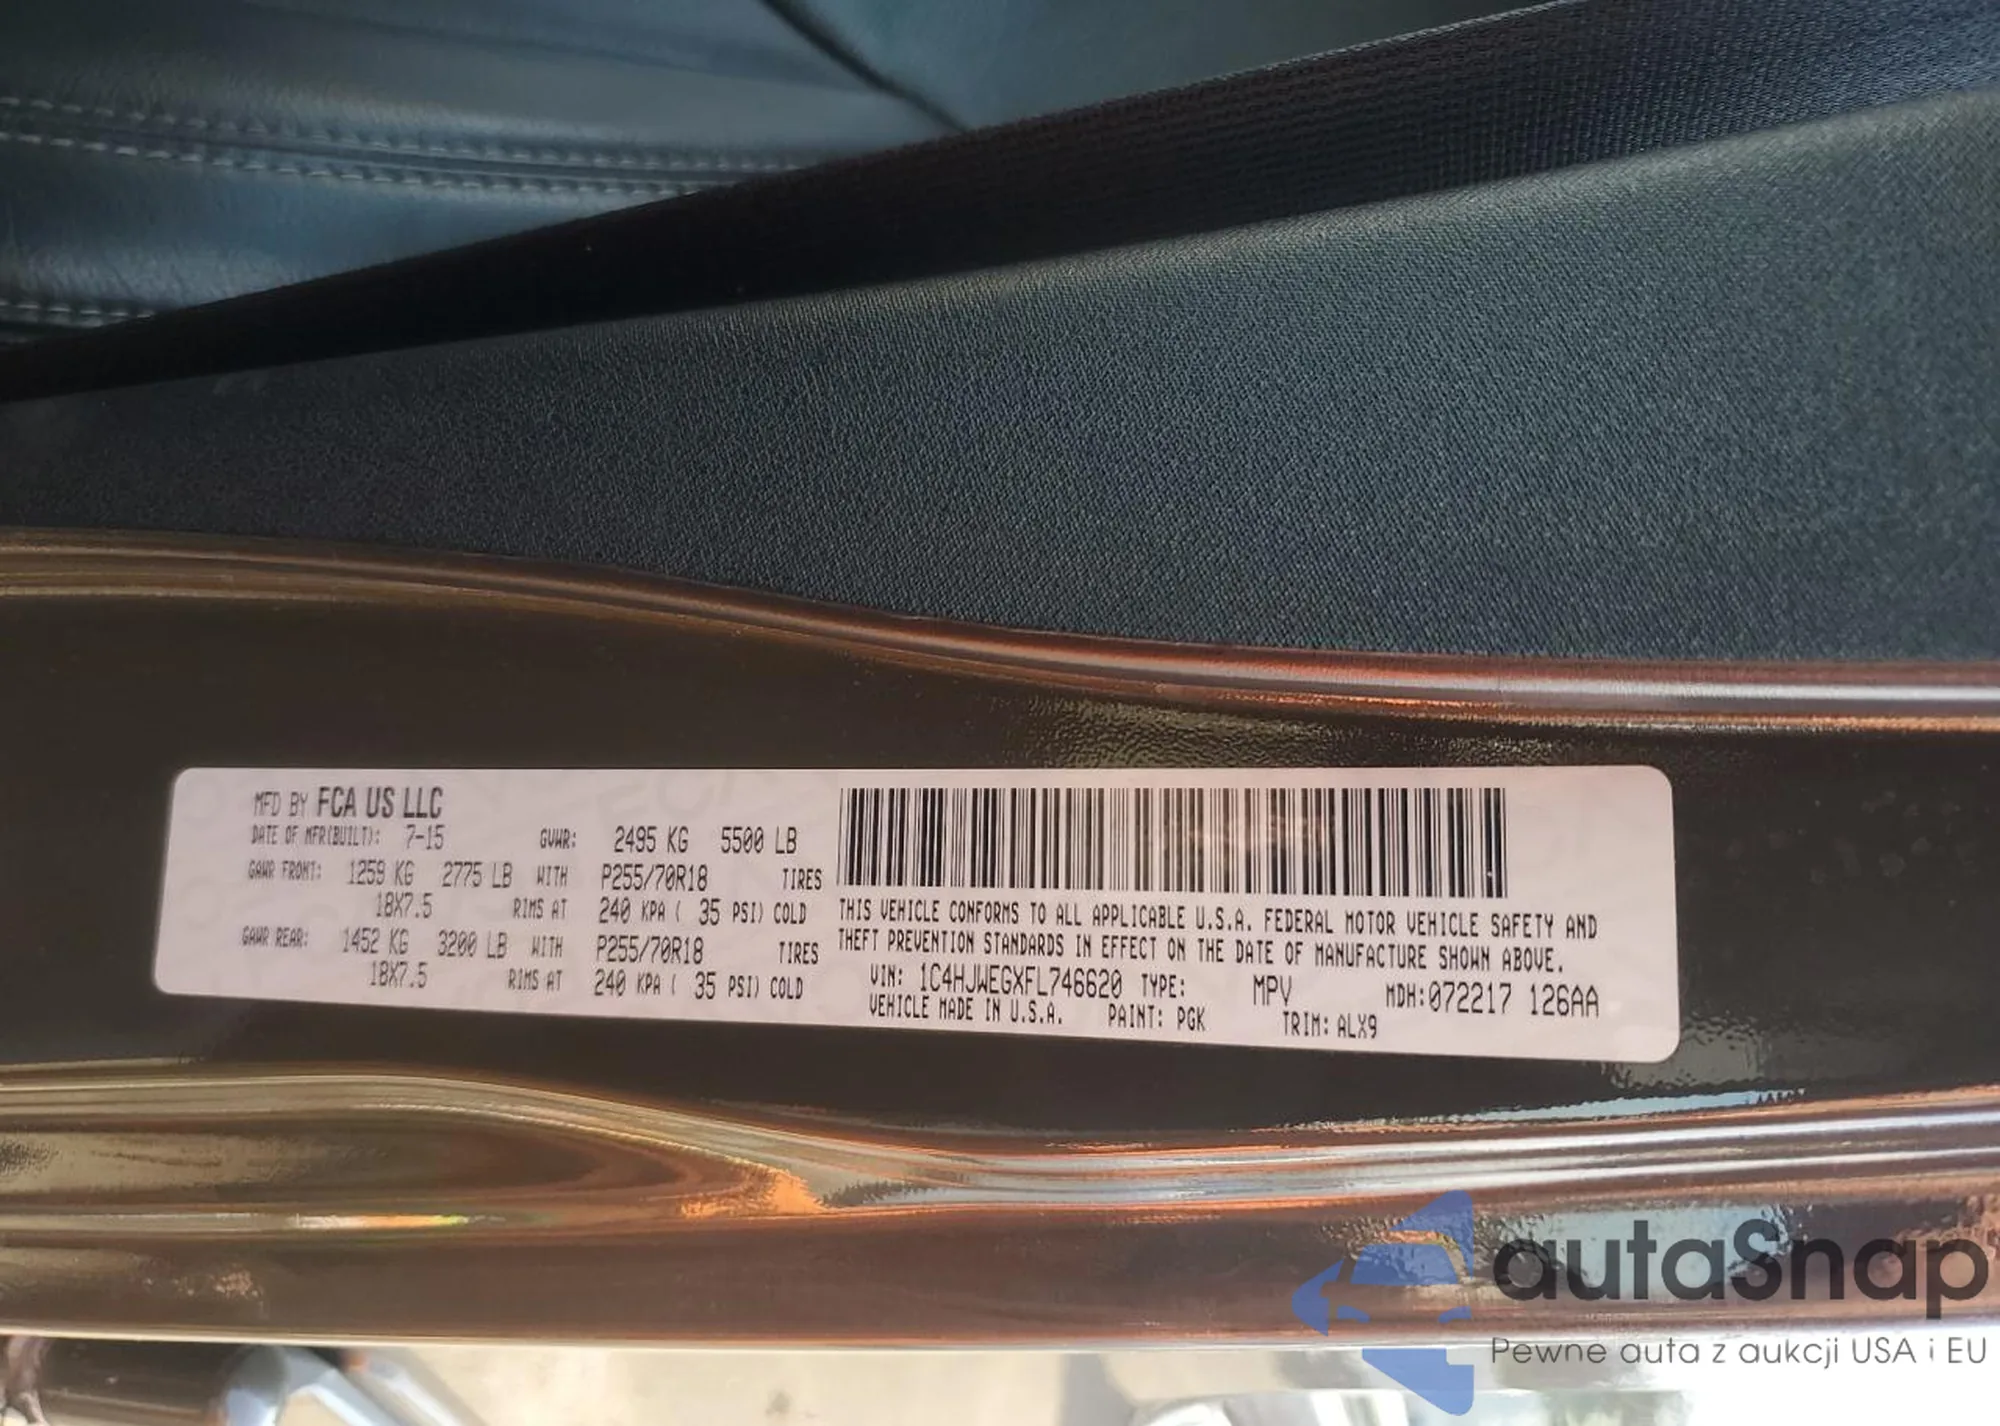 MFD BY FCA US LLC
DATE OF MFR(BUILT): 7-15 GVWR: 2495 KG 5500 LB
GAWR FRONT: 1259 KG 2775 LB WITH P255/70R18 TIRES
18X7.5 RIMS AT 240 KPA ( 35 PSI) COLD
GAWR REAR: 1452 KG 3200 LB WITH P255/70R18 TIRES
18X7.5 RIMS AT 240 KPA ( 35 PSI) COLD
THIS VEHICLE CONFORMS TO ALL APPLICABLE U.S.A. FEDERAL MOTOR VEHICLE SAFETY AND
THEFT PREVENTION STANDARDS IN EFFECT ON THE DATE OF MANUFACTURE SHOWN ABOVE.
VIN: 1C4HJWEGXFL746620 TYPE: MPV MDH:072217 126AA
VEHICLE MADE IN U.S.A. PAINT: PGK TRIM: ALX9
autaSnap
Pewne auta z aukcji USA i EU